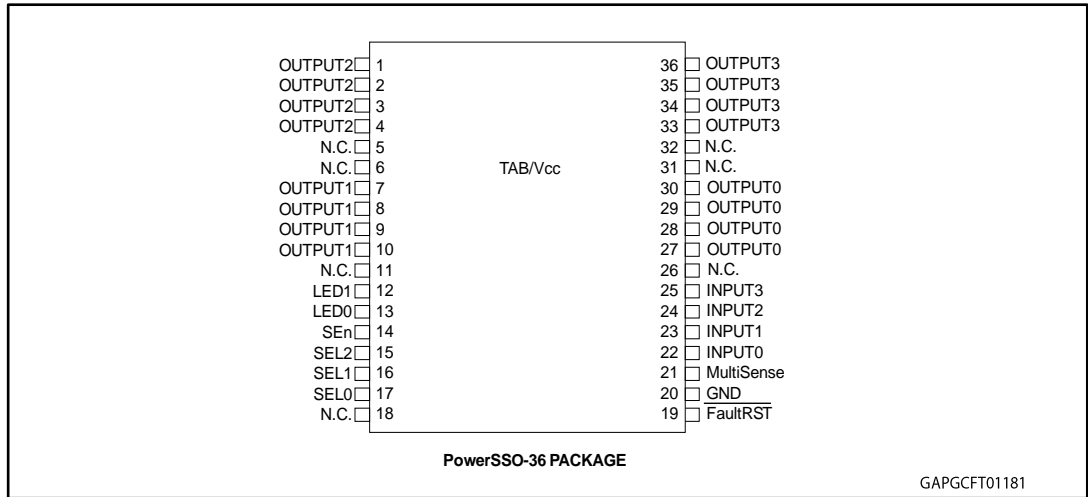 OUTPUT2 1 36 OUTPUT3
OUTPUT2 2 35 OUTPUT3
OUTPUT2 3 34 OUTPUT3
OUTPUT2 4 33 OUTPUT3
N.C. 5 32 N.C.
N.C. 6 TAB/Vcc 31 N.C.
OUTPUT1 7 30 OUTPUT0
OUTPUT1 8 29 OUTPUT0
OUTPUT1 9 28 OUTPUT0
OUTPUT1 10 27 OUTPUT0
N.C. 11 26 N.C.
LED1 12 25 INPUT3
LED0 13 24 INPUT2
SEn 14 23 INPUT1
SEL2 15 22 INPUT0
SEL1 16 21 MultiSense
SEL0 17 20 GND
N.C. 18 19 FaultRST
PowerSSO-36 PACKAGE
GAPGCFT01181